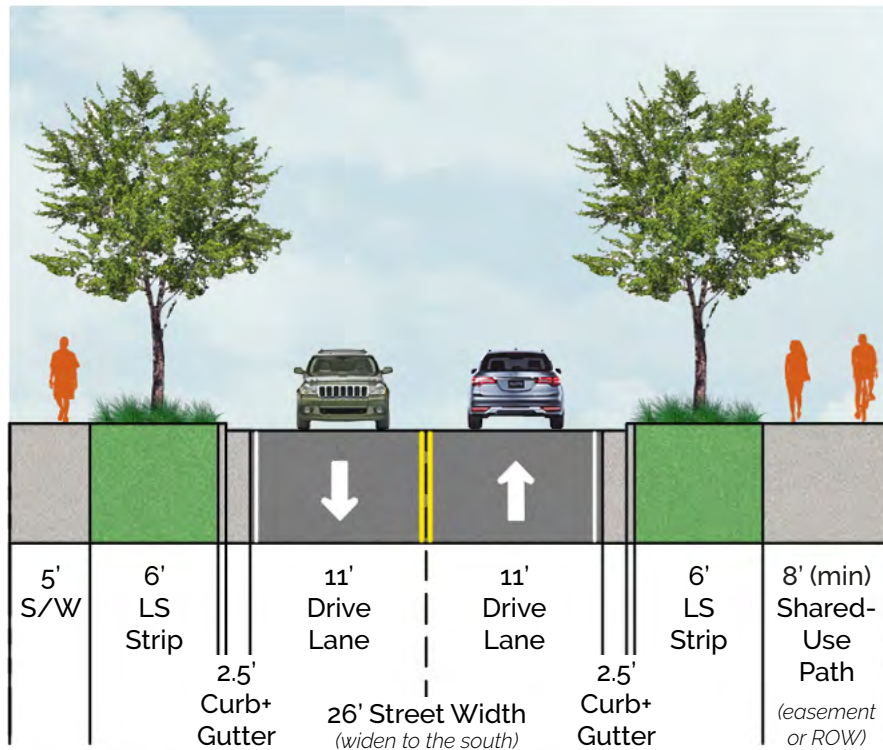 5'
S/W
6'
LS
Strip
2.5'
Curb+
Gutter
11'
Drive
Lane
26' Street Width
(widen to the south)
11'
Drive
Lane
2.5'
Curb+
Gutter
6'
LS
Strip
8' (min)
Shared-
Use
Path
(easement
or ROW)